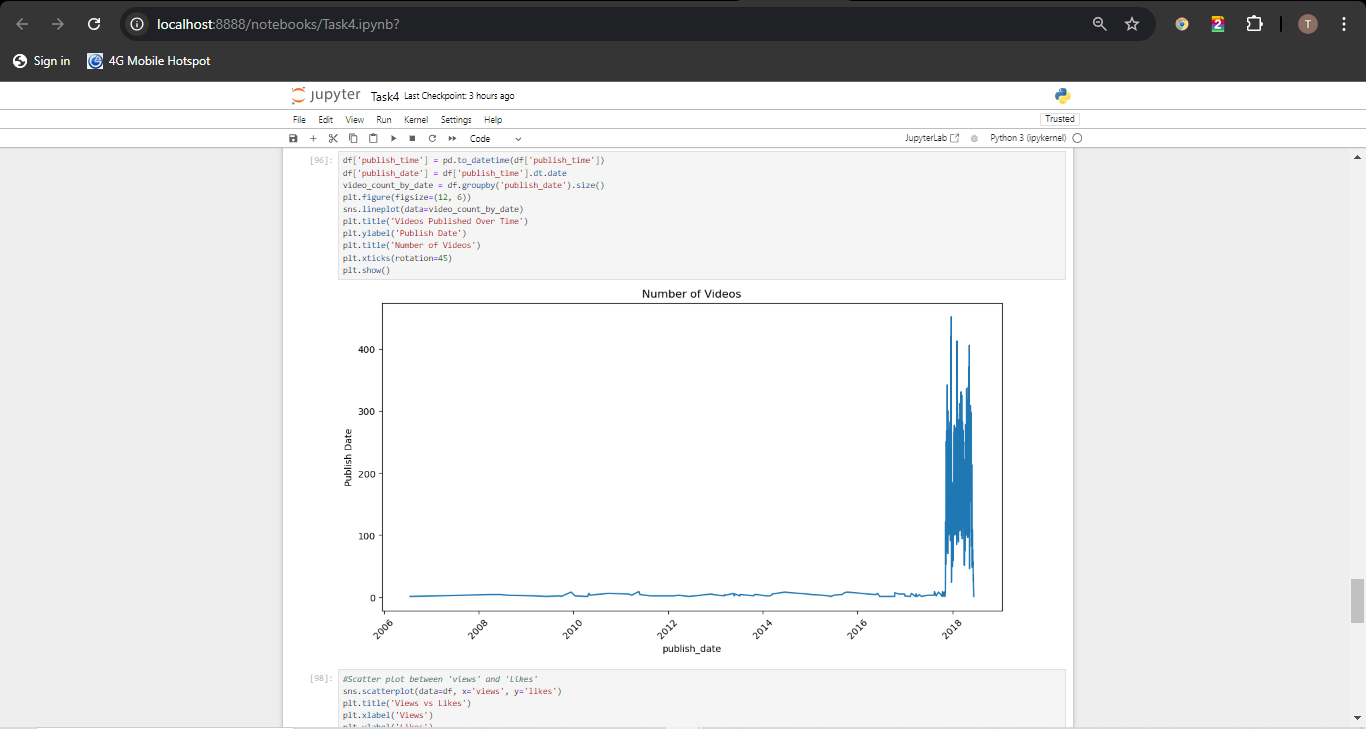 localhost:8888/notebooks/Task4.ipynb?
2
T
Sign in
4G Mobile Hotspot
jupyter Task4 Last Checkpoint: 3 hours ago
File Edit View Run Kernel Settings Help
Trusted
Code
JupyterLab
Python 3 (ipykernel)
[96]:
df['publish_time'] = pd.to_datetime(df['publish_time'])
df['publish_date'] = df['publish_time'].dt.date
video_count_by_date = df.groupby('publish_date').size()
plt.figure(figsize=(12, 6))
sns.lineplot(data=video_count_by_date)
plt.title('Videos Published Over Time')
plt.ylabel('Publish Date')
plt.title('Number of Videos')
plt.xticks(rotation=45)
plt.show()
Number of Videos
400
300
200
100
0
Publish Date
2006
2008
2010
2012
2014
2016
2018
publish_date
[98]:
#Scatter plot between 'views' and 'likes'
sns.scatterplot(data=df, x='views', y='likes')
plt.title('Views vs Likes')
plt.xlabel('Views')
plt.ylabel('Likes')